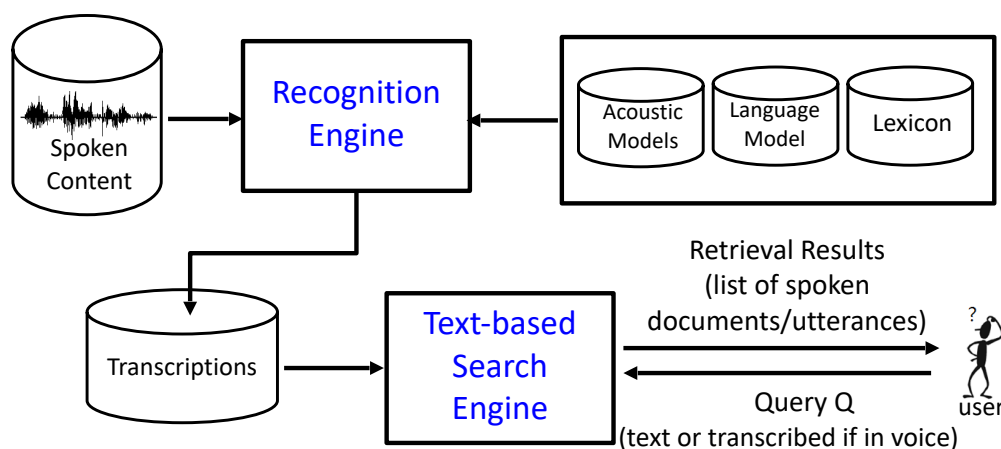 Spoken
Content
Recognition
Engine
Acoustic
Models
Language
Model
Lexicon
Transcriptions
Text-based
Search
Engine
Retrieval Results
(list of spoken
documents/utterances)
Query Q
(text or transcribed if in voice)
?
user